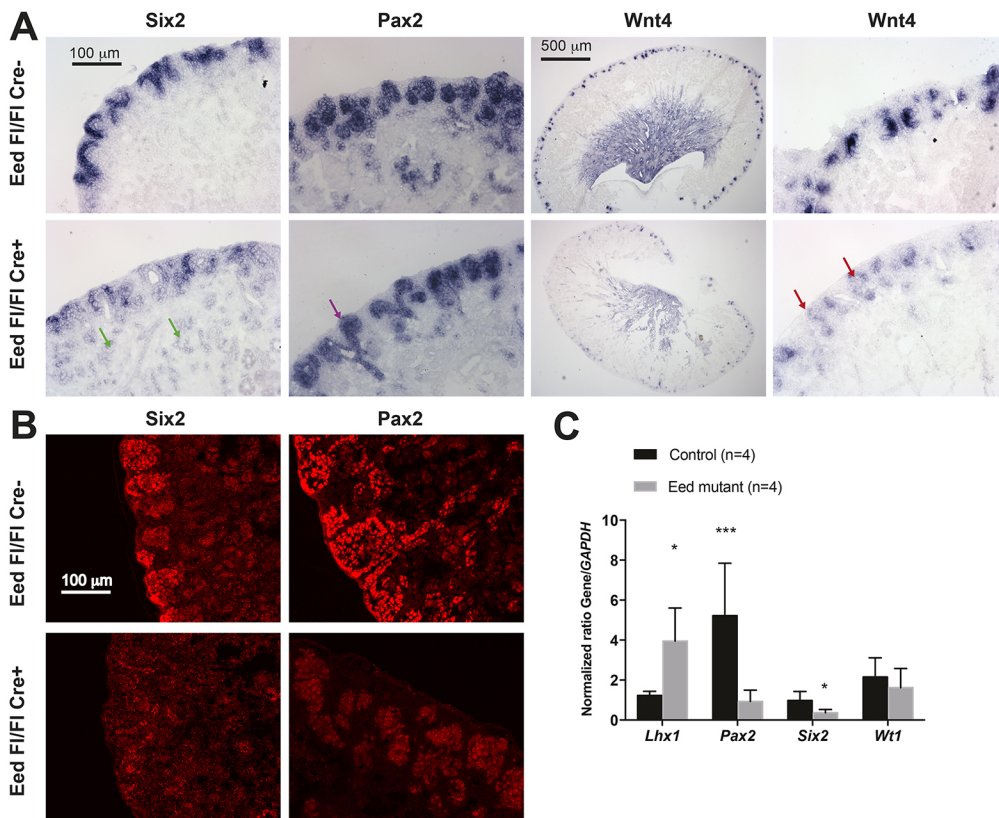 A
Six2 Pax2 Wnt4 Wnt4
Eed Fl/Fl Cre-
100 µm
500 µm
Eed Fl/Fl Cre+
B
Six2 Pax2
Eed Fl/Fl Cre-
100 µm
Eed Fl/Fl Cre+
C
Control (n=4)
Eed mutant (n=4)
Normalized ratio Gene/GAPDH
10
8
6
4
2
0
*
***
*
Lhx1 Pax2 Six2 Wt1